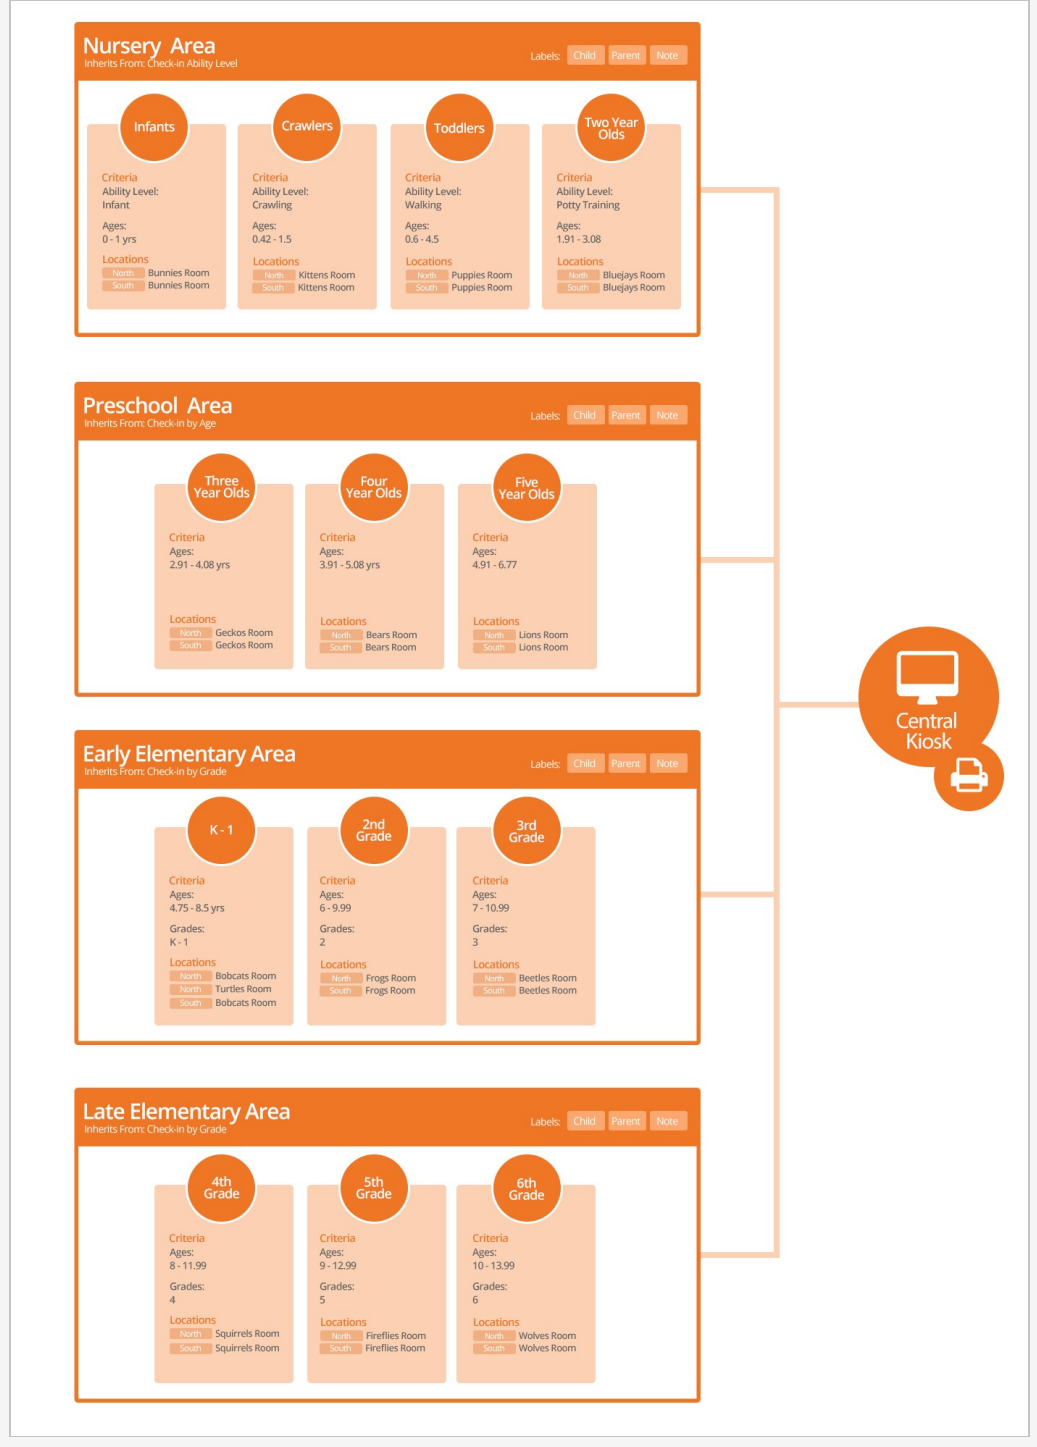 Nursery Area
Inherits From: Check-in Ability Level
Labels: Child Parent Note
Infants
Criteria
Ability Level:
Infant
Ages:
0 - 1 yrs
Locations
North Bunnies Room
South Bunnies Room
Crawlers
Criteria
Ability Level:
Crawling
Ages:
0.42 - 1.5
Locations
North Kittens Room
South Kittens Room
Toddlers
Criteria
Ability Level:
Walking
Ages:
0.6 - 4.5
Locations
North Puppies Room
South Puppies Room
Two Year
Olds
Criteria
Ability Level:
Potty Training
Ages:
1.91 - 3.08
Locations
North Bluejays Room
South Bluejays Room
Preschool Area
Inherits From: Check-in by Age
Labels: Child Parent Note
Three
Year Olds
Criteria
Ages:
2.91 - 4.08 yrs
Locations
North Geckos Room
South Geckos Room
Four
Year Olds
Criteria
Ages:
3.91 - 5.08 yrs
Locations
North Bears Room
South Bears Room
Five
Year Olds
Criteria
Ages:
4.91 - 6.77
Locations
North Lions Room
South Lions Room
Early Elementary Area
Inherits From: Check-in by Grade
Labels: Child Parent Note
K - 1
Criteria
Ages:
4.75 - 8.5 yrs
Grades:
K - 1
Locations
North Bobcats Room
North Turtles Room
South Bobcats Room
2nd
Grade
Criteria
Ages:
6 - 9.99
Grades:
2
Locations
North Frogs Room
South Frogs Room
3rd
Grade
Criteria
Ages:
7 - 10.99
Grades:
3
Locations
North Beetles Room
South Beetles Room
Late Elementary Area
Inherits From: Check-in by Grade
Labels: Child Parent Note
4th
Grade
Criteria
Ages:
8 - 11.99
Grades:
4
Locations
North Squirrels Room
South Squirrels Room
5th
Grade
Criteria
Ages:
9 - 12.99
Grades:
5
Locations
North Fireflies Room
South Fireflies Room
6th
Grade
Criteria
Ages:
10 - 13.99
Grades:
6
Locations
North Wolves Room
South Wolves Room
Central
Kiosk